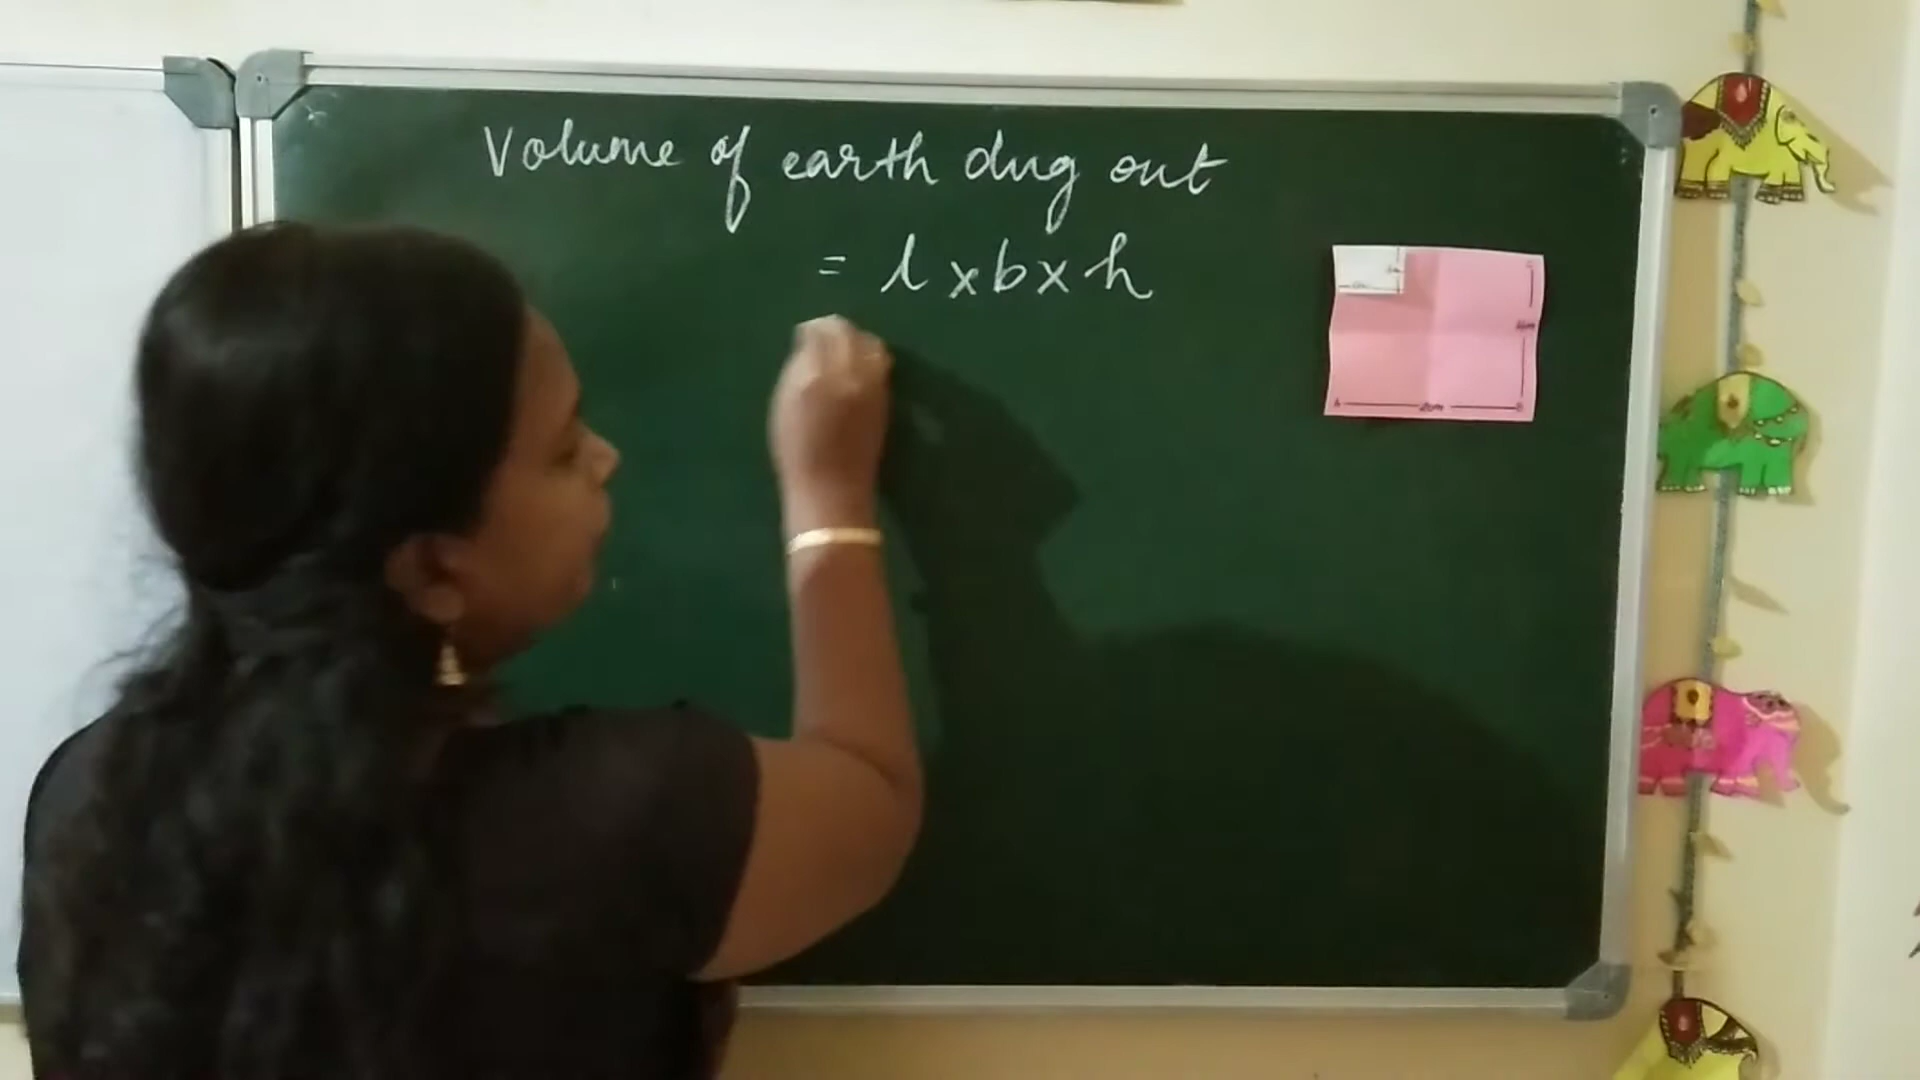 Volume of earth dug out
= l x b x h
A
B